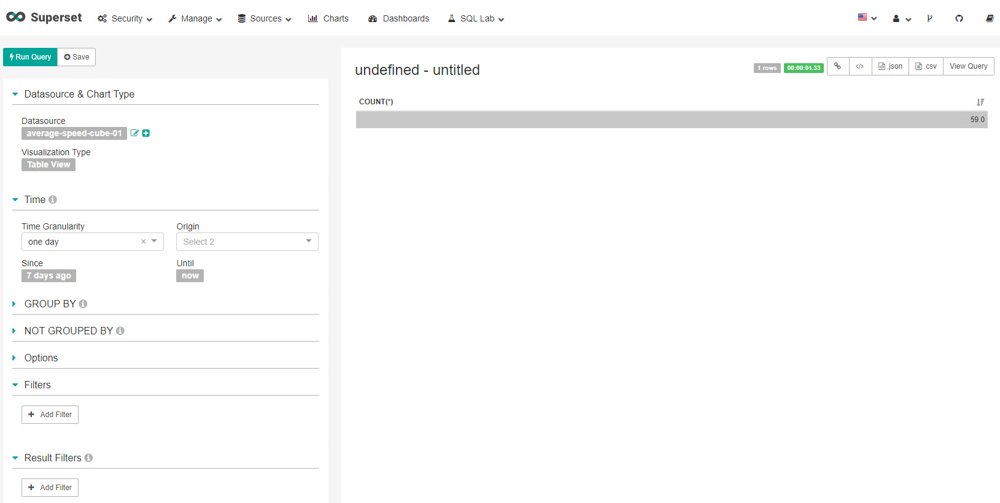 Superset Security Manage Sources Charts Dashboards SQL Lab
Run Query Save
Datasource & Chart Type
Datasource
average-speed-cube-01
Visualization Type
Table View
Time
Time Granularity Origin
one day × Select 2
Since Until
7 days ago now
GROUP BY
NOT GROUPED BY
Options
Filters
+ Add Filter
Result Filters
+ Add Filter
undefined - untitled
1 rows 00:00:01.33 </> .json .csv View Query
COUNT(*)
59.0